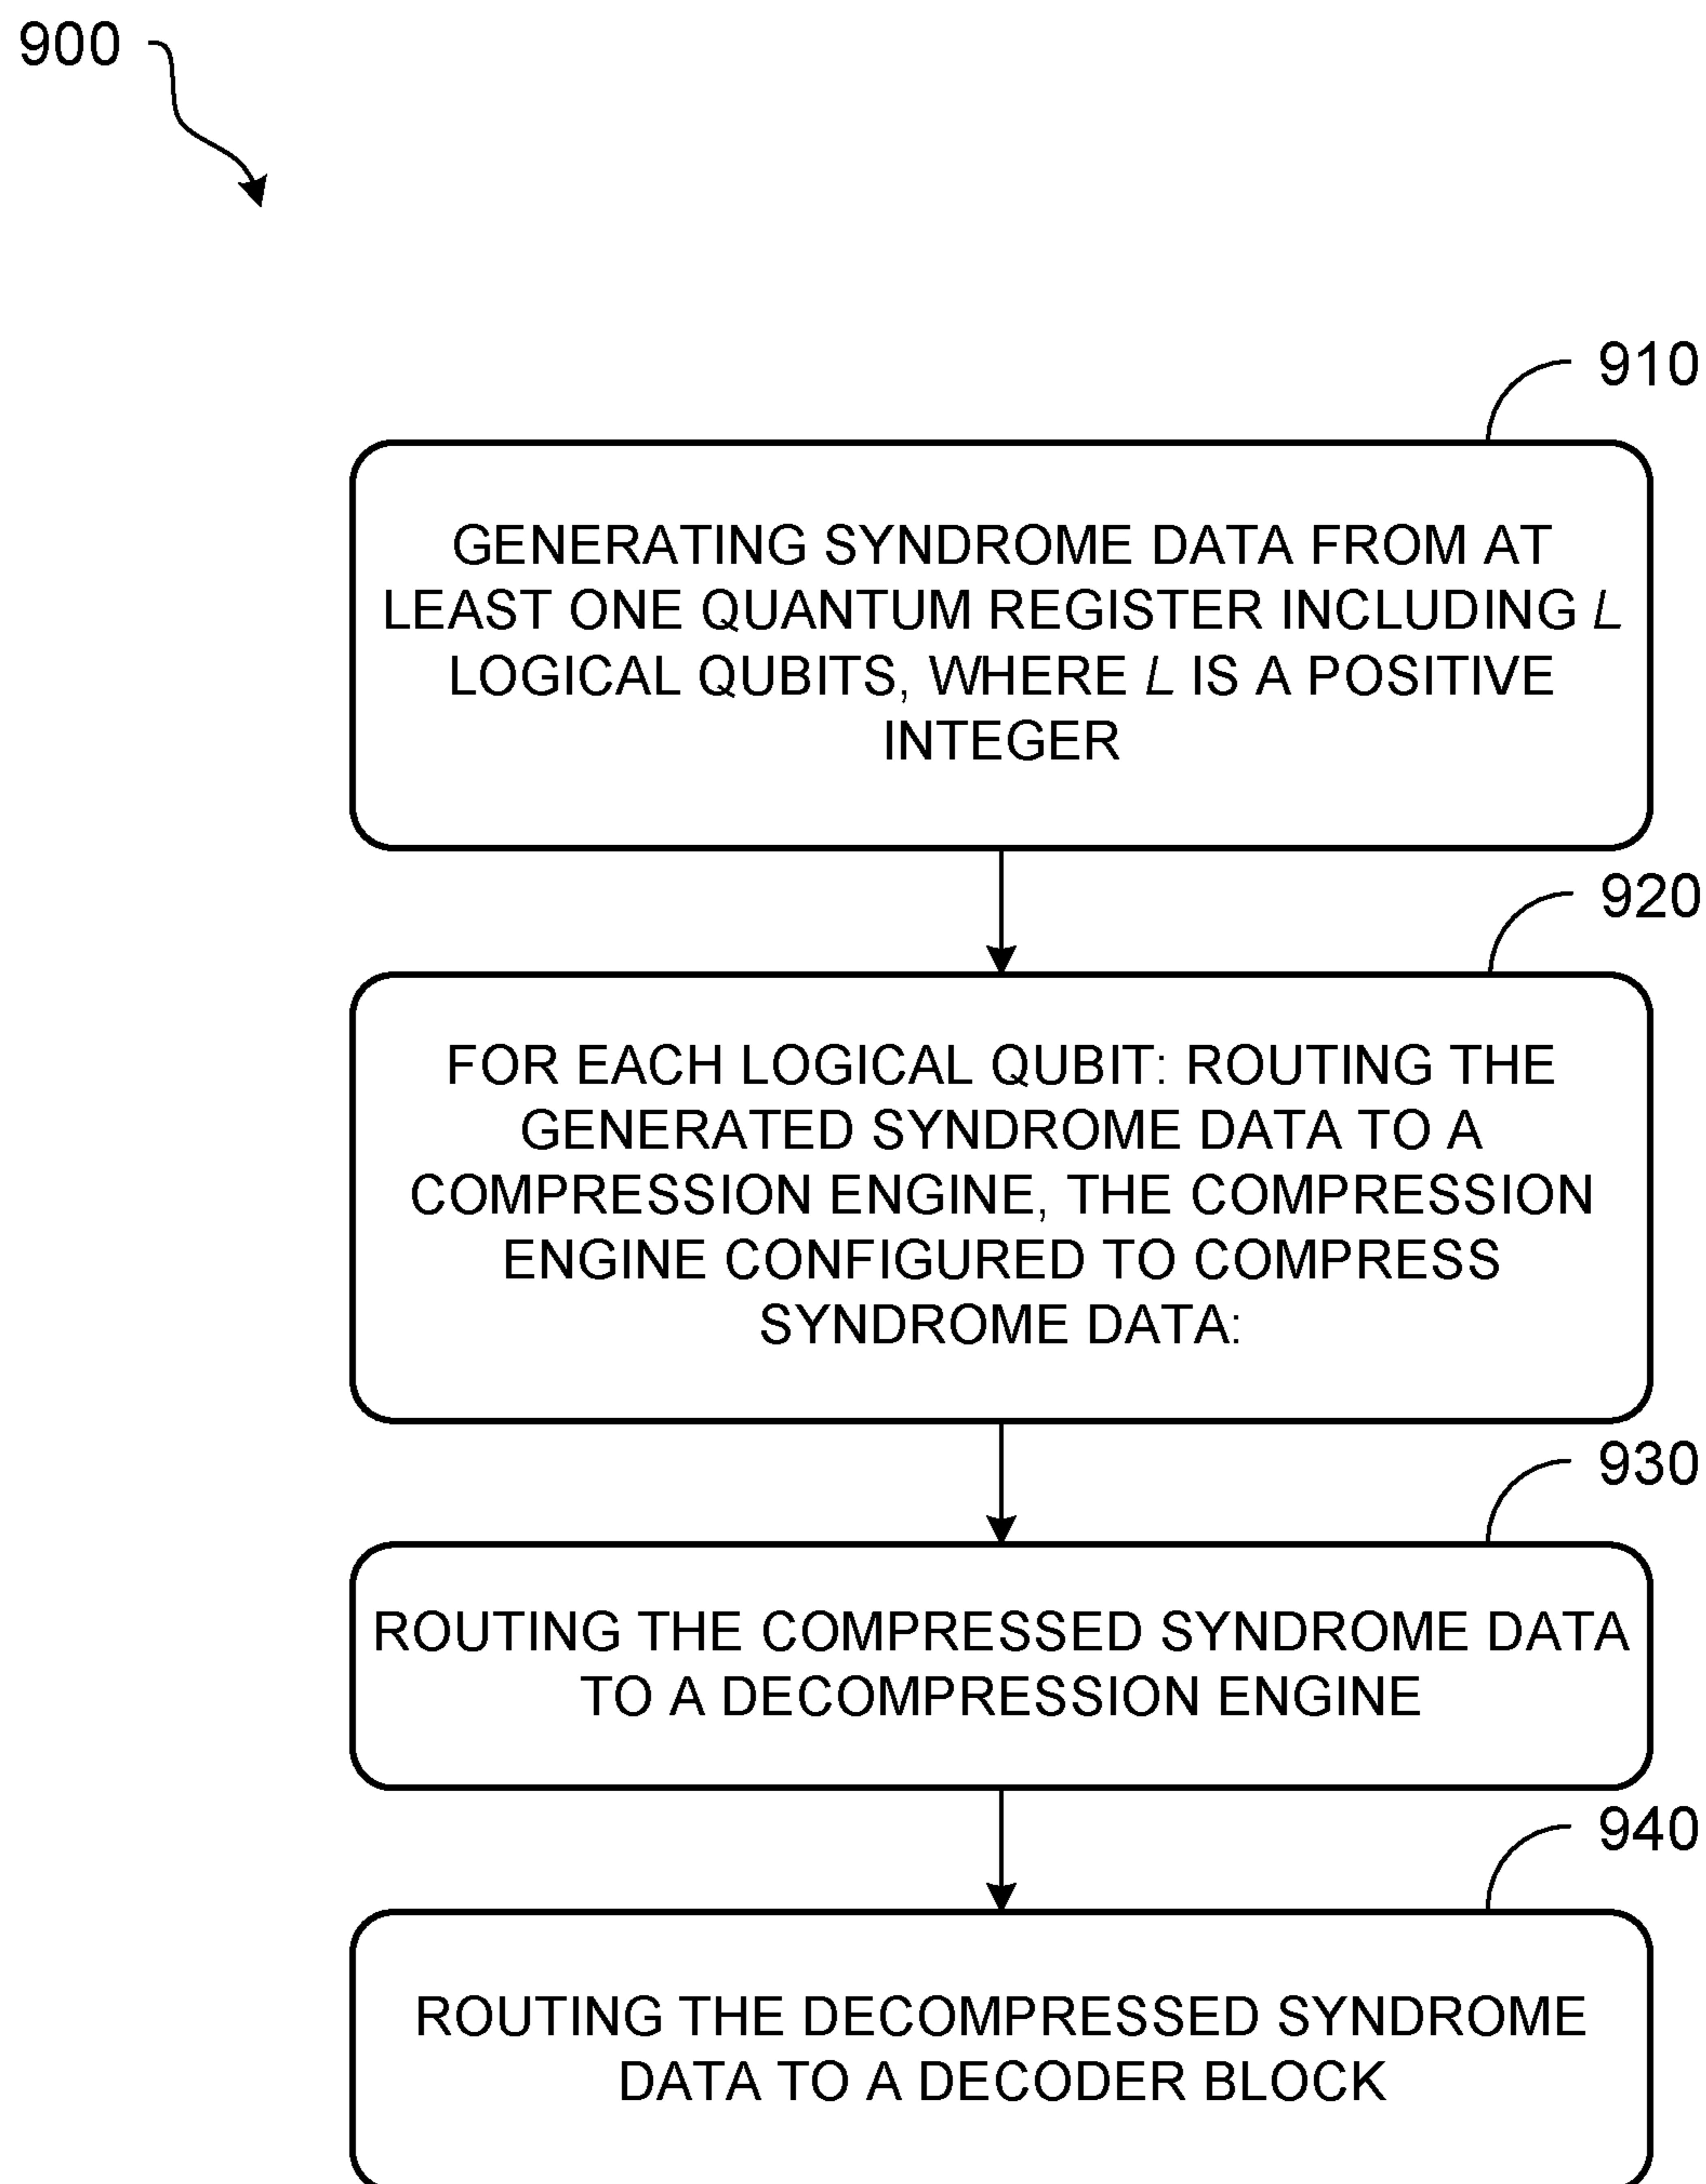 900
910
GENERATING SYNDROME DATA FROM AT
LEAST ONE QUANTUM REGISTER INCLUDING L
LOGICAL QUBITS, WHERE L IS A POSITIVE
INTEGER
920
FOR EACH LOGICAL QUBIT: ROUTING THE
GENERATED SYNDROME DATA TO A
COMPRESSION ENGINE, THE COMPRESSION
ENGINE CONFIGURED TO COMPRESS
SYNDROME DATA:
930
ROUTING THE COMPRESSED SYNDROME DATA
TO A DECOMPRESSION ENGINE
940
ROUTING THE DECOMPRESSED SYNDROME
DATA TO A DECODER BLOCK